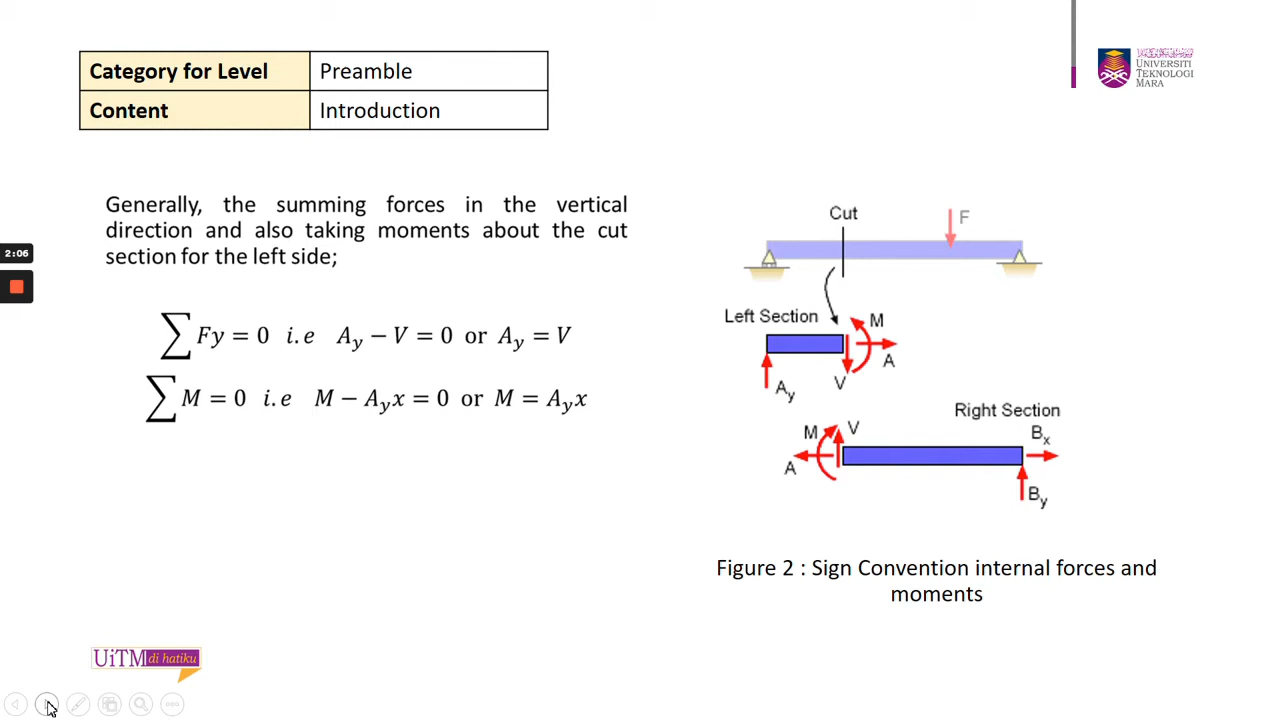 Category for Level Preamble
Content Introduction
UNIVERSITI
TEKNOLOGI
MARA
Generally, the summing forces in the vertical
direction and also taking moments about the cut
section for the left side;
2:06
∑ Fy = 0 i.e A_y − V = 0 or A_y = V
∑ M = 0 i.e M − A_y x = 0 or M = A_y x
Cut
F
Left Section
M
A
V
A_y
Right Section
M
V
B_x
A
B_y
Figure 2 : Sign Convention internal forces and
moments
UiTM di hatiku